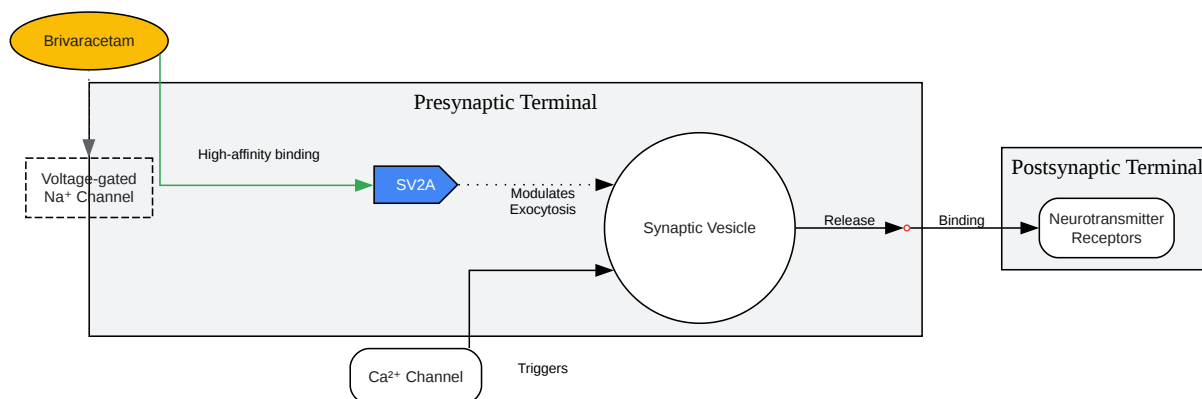 Brivaracetam
Presynaptic Terminal
High-affinity binding
Voltage-gated
Na⁺ Channel
SV2A
Modulates
Exocytosis
Synaptic Vesicle
Release
Binding
Postsynaptic Terminal
Neurotransmitter
Receptors
Ca²⁺ Channel
Triggers